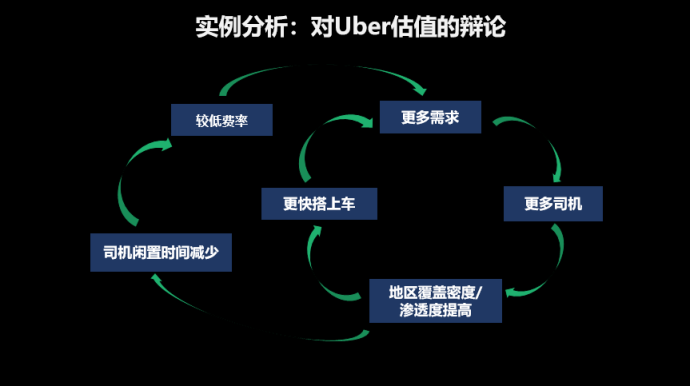 实例分析：对Uber估值的辩论
较低费率
更多需求
更快搭上车
更多司机
司机闲置时间减少
地区覆盖密度/
渗透度提高